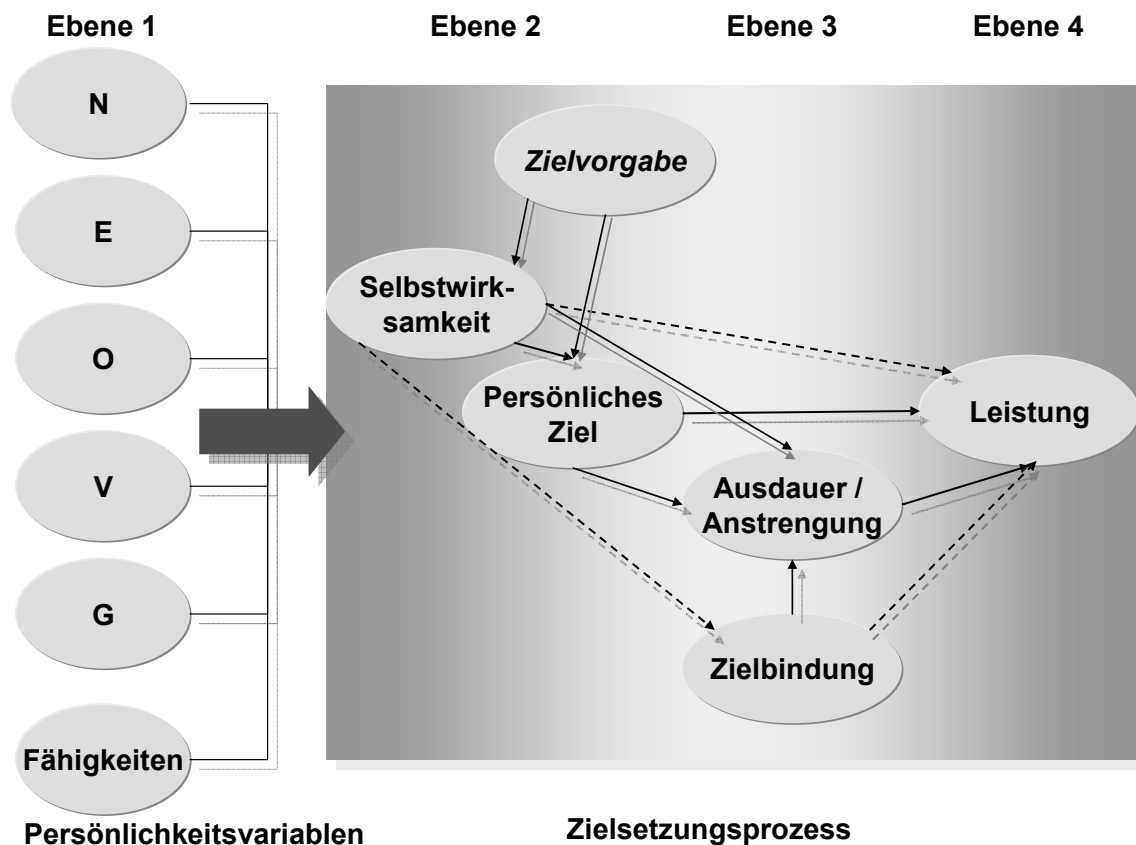 Ebene 1
Ebene 2
Ebene 3
Ebene 4
N
E
O
V
G
Fähigkeiten
Zielvorgabe
Selbstwirk-
samkeit
Persönliches
Ziel
Leistung
Ausdauer /
Anstrengung
Zielbindung
Persönlichkeitsvariablen
Zielsetzungsprozess